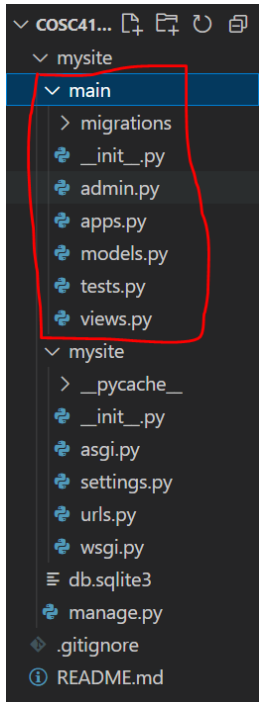 COSC41...
mysite
main
migrations
__init__.py
admin.py
apps.py
models.py
tests.py
views.py
mysite
__pycache__
__init__.py
asgi.py
settings.py
urls.py
wsgi.py
db.sqlite3
manage.py
.gitignore
README.md